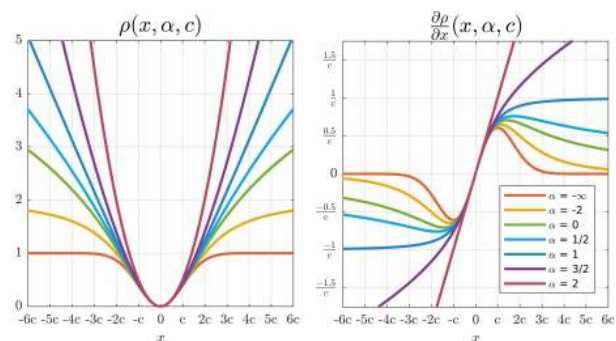 ρ(x, α, c)
5
4
3
2
1
0
-6c -5c -4c -3c -2c -c 0 c 2c 3c 4c 5c 6c
x
∂ρ/∂x (x, α, c)
1.5/c
1/c
0.5/c
0
-0.5/c
-1/c
-1.5/c
α = -∞
α = -2
α = 0
α = 1/2
α = 1
α = 3/2
α = 2
-6c -5c -4c -3c -2c -c 0 c 2c 3c 4c 5c 6c
x